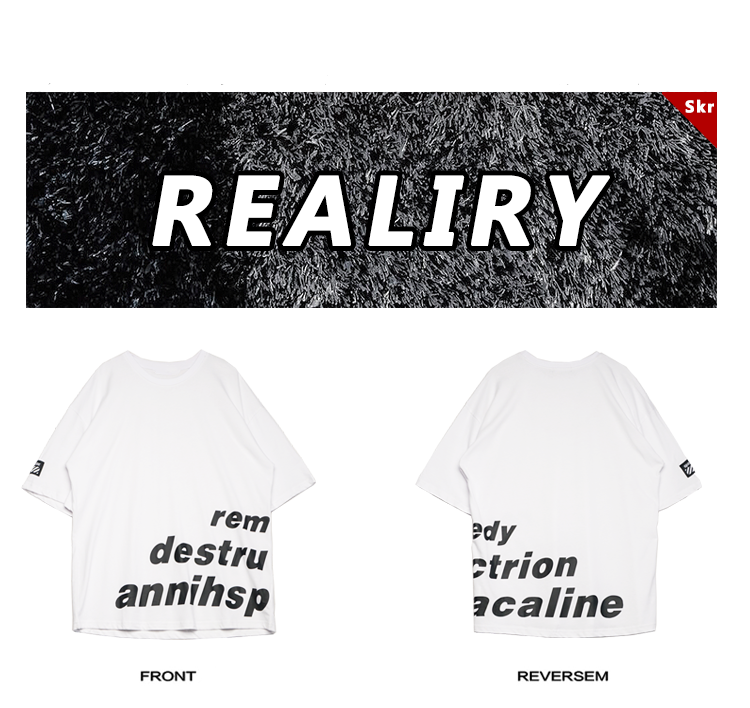 Skr
REALIRY
rem
destru
annihsp
edy
ctrion
acaline
FRONT
REVERSEM